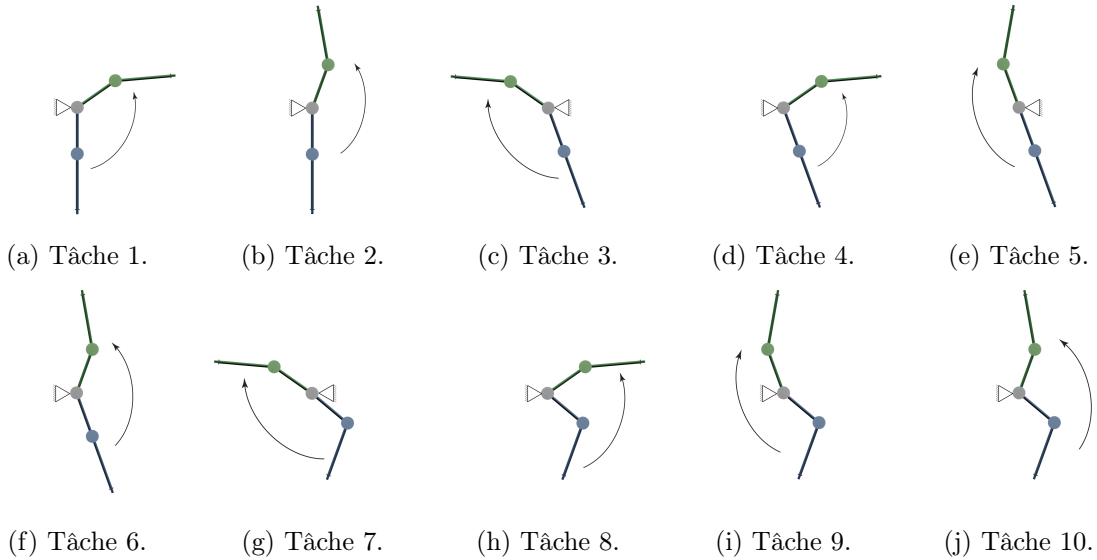 (a) Tâche 1. (b) Tâche 2. (c) Tâche 3. (d) Tâche 4. (e) Tâche 5.
(f) Tâche 6. (g) Tâche 7. (h) Tâche 8. (i) Tâche 9. (j) Tâche 10.